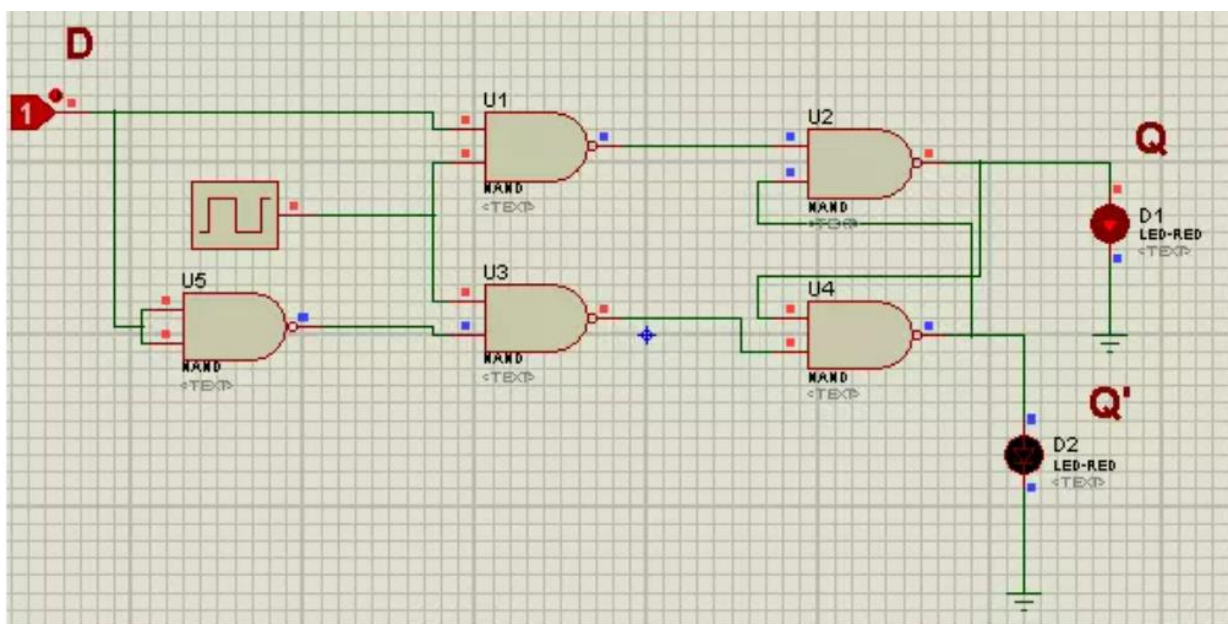 D
1
U1
NAND
<TEXT>
U2
NAND
<TEXT>
Q
D1
LED-RED
<TEXT>
U5
NAND
<TEXT>
U3
NAND
<TEXT>
U4
NAND
<TEXT>
Q'
D2
LED-RED
<TEXT>